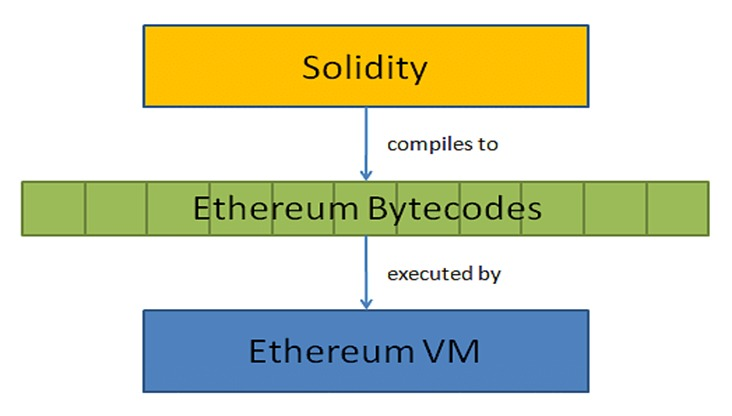 Solidity
compiles to
Ethereum Bytecodes
executed by
Ethereum VM